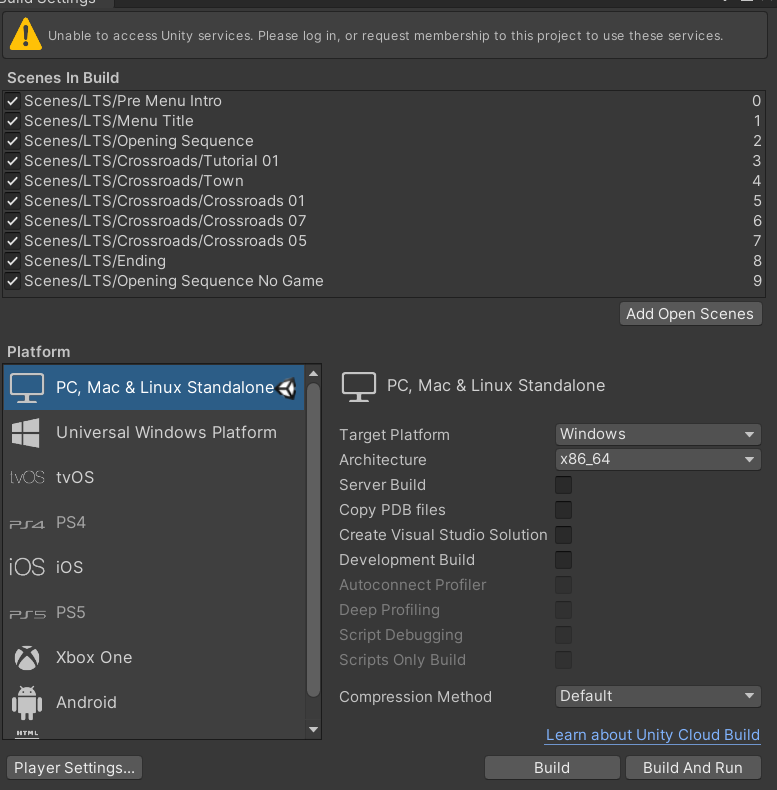 Build Settings
Unable to access Unity services. Please log in, or request membership to this project to use these services.
Scenes In Build
Scenes/LTS/Pre Menu Intro 0
Scenes/LTS/Menu Title 1
Scenes/LTS/Opening Sequence 2
Scenes/LTS/Crossroads/Tutorial 01 3
Scenes/LTS/Crossroads/Town 4
Scenes/LTS/Crossroads/Crossroads 01 5
Scenes/LTS/Crossroads/Crossroads 07 6
Scenes/LTS/Crossroads/Crossroads 05 7
Scenes/LTS/Ending 8
Scenes/LTS/Opening Sequence No Game 9
Add Open Scenes
Platform
PC, Mac & Linux Standalone
Universal Windows Platform
tvOS tvOS
PS4 PS4
iOS iOS
PS5 PS5
Xbox One
Android
HTML
PC, Mac & Linux Standalone
Target Platform Windows
Architecture x86_64
Server Build
Copy PDB files
Create Visual Studio Solution
Development Build
Autoconnect Profiler
Deep Profiling
Script Debugging
Scripts Only Build
Compression Method Default
Learn about Unity Cloud Build
Player Settings...
Build
Build And Run